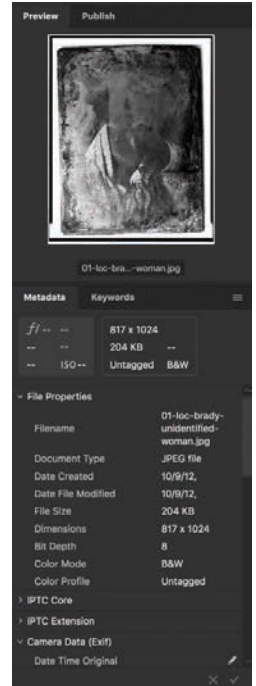 Preview Publish
01-loc-bra...-woman.jpg
Metadata Keywords
f/ -- --
-- --
-- ISO --
817 x 1024
204 KB --
Untagged B&W
File Properties
Filename 01-loc-brady-
unidentified-
woman.jpg
Document Type JPEG file
Date Created 10/9/12,
Date File Modified 10/9/12,
File Size 204 KB
Dimensions 817 x 1024
Bit Depth 8
Color Mode B&W
Color Profile Untagged
IPTC Core
IPTC Extension
Camera Data (Exif)
Date Time Original